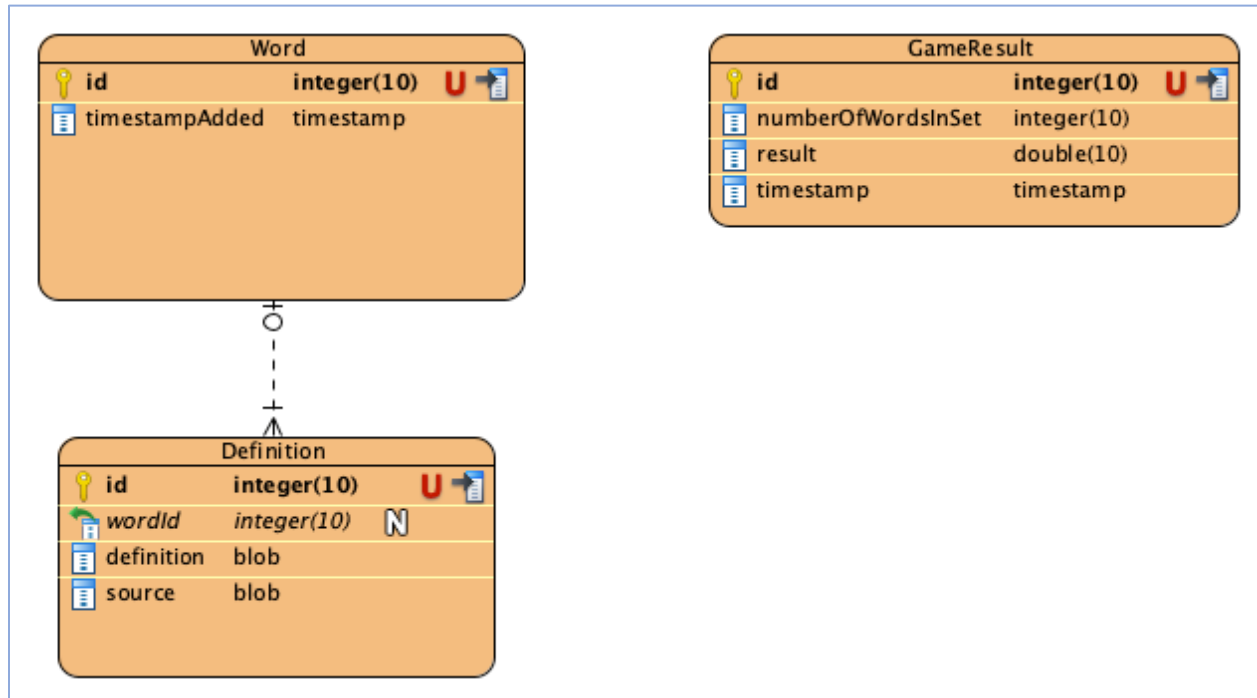 Word
id integer(10) U
timestampAdded timestamp
GameResult
id integer(10) U
numberOfWordsInSet integer(10)
result double(10)
timestamp timestamp
Definition
id integer(10) U
wordId integer(10) N
definition blob
source blob